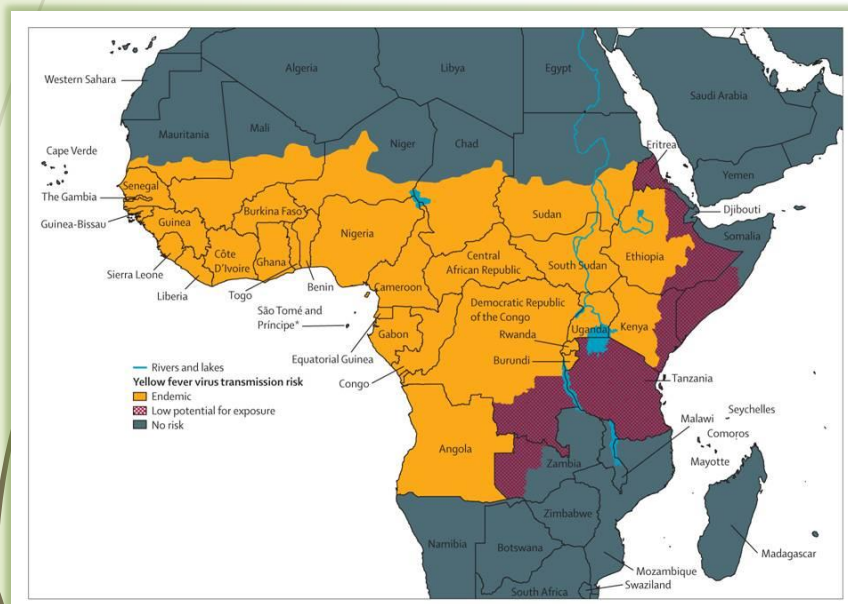 Algeria
Libya
Egypt
Western Sahara
Saudi Arabia
Mauritania
Mali
Niger
Chad
Eritrea
Cape Verde
Yemen
Senegal
The Gambia
Djibouti
Guinea-Bissau
Guinea
Burkina Faso
Sudan
Somalia
Nigeria
Côte
D'Ivoire
Ghana
Ethiopia
Central
African Republic
South Sudan
Sierra Leone
Benin
Cameroon
Liberia
Togo
São Tomé and
Príncipe*
Democratic Republic
of the Congo
Uganda
Kenya
Gabon
Rwanda
Equatorial Guinea
Burundi
Congo
Tanzania
Rivers and lakes
Yellow fever virus transmission risk
Endemic
Low potential for exposure
No risk
Malawi
Seychelles
Comoros
Mayotte
Angola
Zambia
Zimbabwe
Madagascar
Namibia
Botswana
Mozambique
Swaziland
South Africa